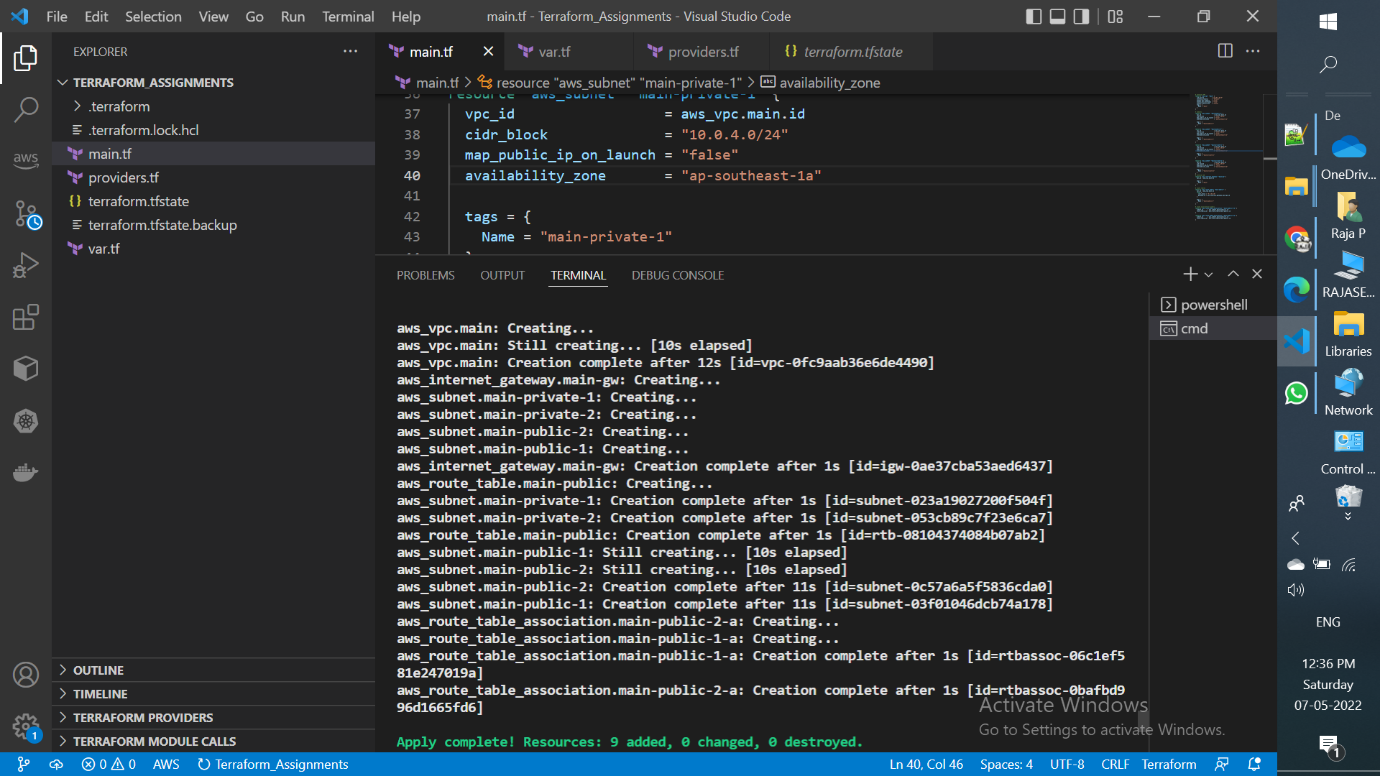 File Edit Selection View Go Run Terminal Help
main.tf - Terraform_Assignments - Visual Studio Code
EXPLORER
TERRAFORM_ASSIGNMENTS
.terraform
.terraform.lock.hcl
main.tf
providers.tf
terraform.tfstate
terraform.tfstate.backup
var.tf
OUTLINE
TIMELINE
TERRAFORM PROVIDERS
TERRAFORM MODULE CALLS
aws
1
main.tf var.tf providers.tf terraform.tfstate
main.tf > resource "aws_subnet" "main-private-1" > availability_zone
36 resource "aws_subnet" "main-private-1" {
37 vpc_id = aws_vpc.main.id
38 cidr_block = "10.0.4.0/24"
39 map_public_ip_on_launch = "false"
40 availability_zone = "ap-southeast-1a"
41
42 tags = {
43 Name = "main-private-1"
PROBLEMS OUTPUT TERMINAL DEBUG CONSOLE
powershell
cmd
aws_vpc.main: Creating...
aws_vpc.main: Still creating... [10s elapsed]
aws_vpc.main: Creation complete after 12s [id=vpc-0fc9aab36e6de4490]
aws_internet_gateway.main-gw: Creating...
aws_subnet.main-private-1: Creating...
aws_subnet.main-private-2: Creating...
aws_subnet.main-public-2: Creating...
aws_subnet.main-public-1: Creating...
aws_internet_gateway.main-gw: Creation complete after 1s [id=igw-0ae37cba53aed6437]
aws_route_table.main-public: Creating...
aws_subnet.main-private-1: Creation complete after 1s [id=subnet-023a19027200f504f]
aws_subnet.main-private-2: Creation complete after 1s [id=subnet-053cb89c7f23e6ca7]
aws_route_table.main-public: Creation complete after 1s [id=rtb-08104374084b07ab2]
aws_subnet.main-public-1: Still creating... [10s elapsed]
aws_subnet.main-public-2: Still creating... [10s elapsed]
aws_subnet.main-public-2: Creation complete after 11s [id=subnet-0c57a6a5f5836cda0]
aws_subnet.main-public-1: Creation complete after 11s [id=subnet-03f01046dcb74a178]
aws_route_table_association.main-public-2-a: Creating...
aws_route_table_association.main-public-1-a: Creating...
aws_route_table_association.main-public-1-a: Creation complete after 1s [id=rtbassoc-06c1ef5
81e247019a]
aws_route_table_association.main-public-2-a: Creation complete after 1s [id=rtbassoc-0bafbd9
96d1665fd6]
Apply complete! Resources: 9 added, 0 changed, 0 destroyed.
Activate Windows
Go to Settings to activate Windows.
0 0 AWS Terraform_Assignments
Ln 40, Col 46 Spaces: 4 UTF-8 CRLF Terraform
De
OneDriv...
Raja P
RAJASE...
Libraries
Network
Control ...
ENG
12:36 PM
Saturday
07-05-2022
1